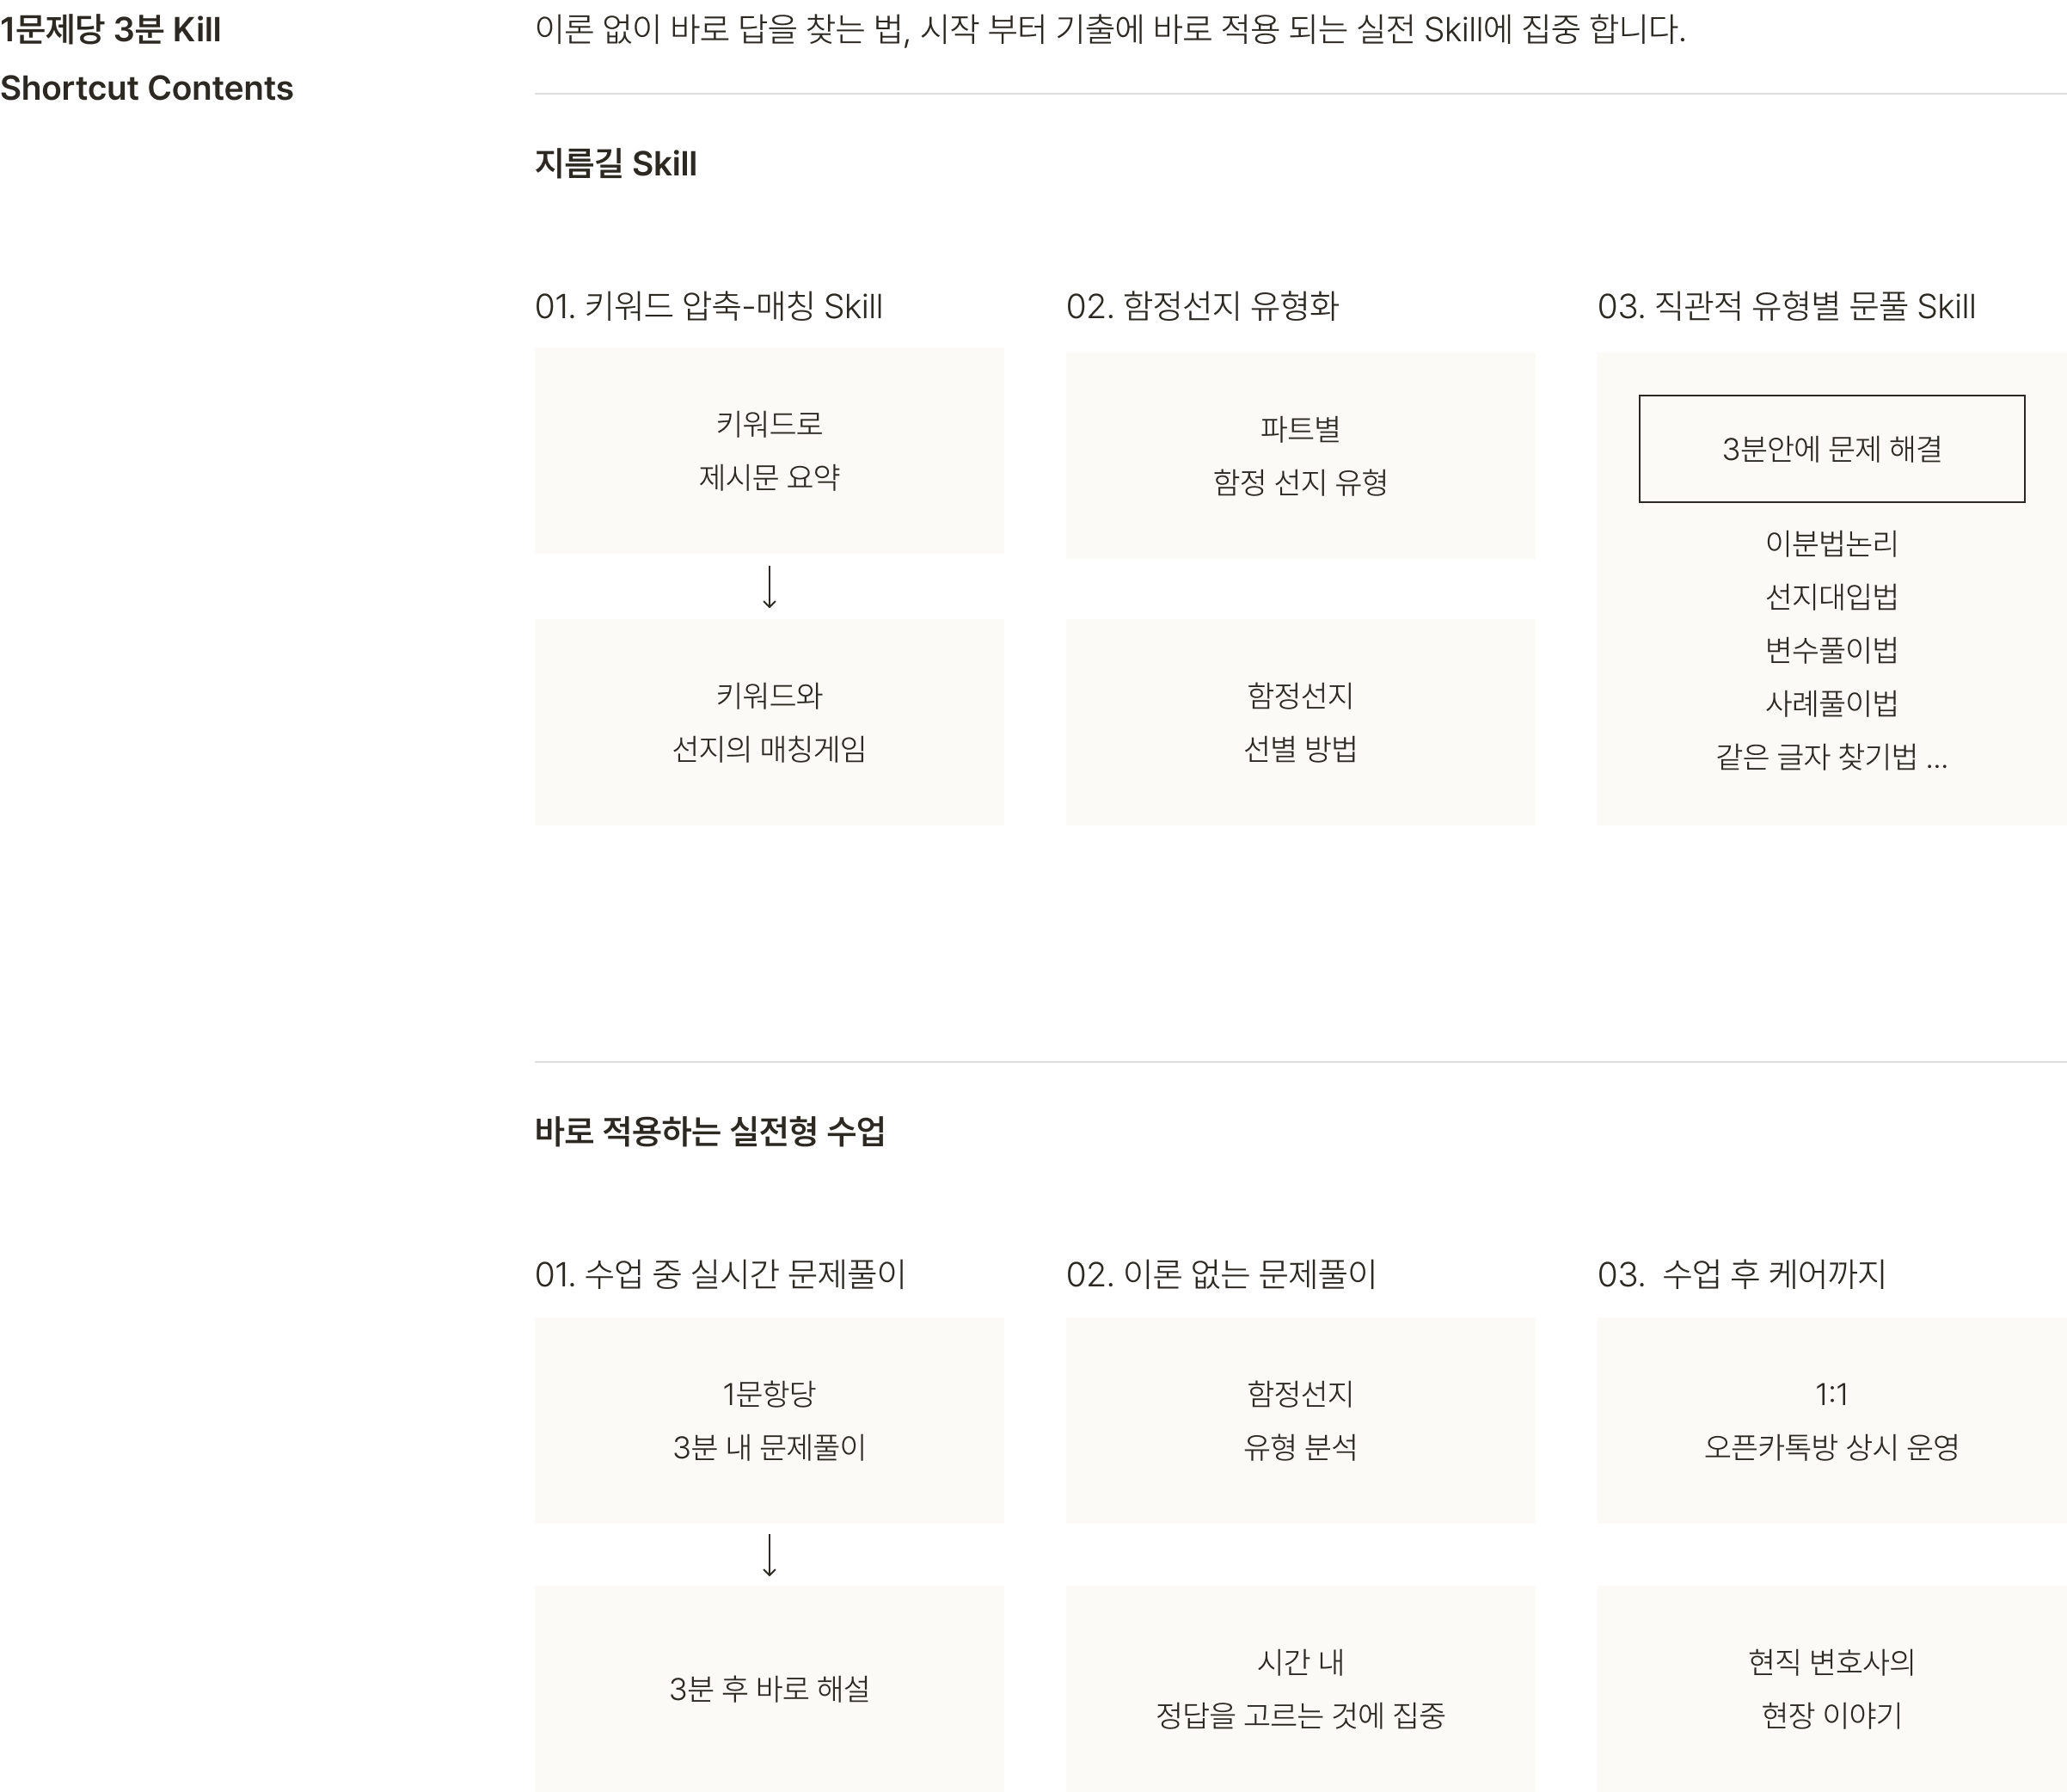 1문제당 3분 Kill
Shortcut Contents
이론 없이 바로 답을 찾는 법, 시작 부터 기출에 바로 적용 되는 실전 Skill에 집중 합니다.
지름길 Skill
01. 키워드 압축-매칭 Skill
키워드로
제시문 요약
키워드와
선지의 매칭게임
02. 함정선지 유형화
파트별
함정 선지 유형
함정선지
선별 방법
03. 직관적 유형별 문풀 Skill
3분안에 문제 해결
이분법논리
선지대입법
변수풀이법
사례풀이법
같은 글자 찾기법 ...
바로 적용하는 실전형 수업
01. 수업 중 실시간 문제풀이
1문항당
3분 내 문제풀이
3분 후 바로 해설
02. 이론 없는 문제풀이
함정선지
유형 분석
시간 내
정답을 고르는 것에 집중
03. 수업 후 케어까지
1:1
오픈카톡방 상시 운영
현직 변호사의
현장 이야기